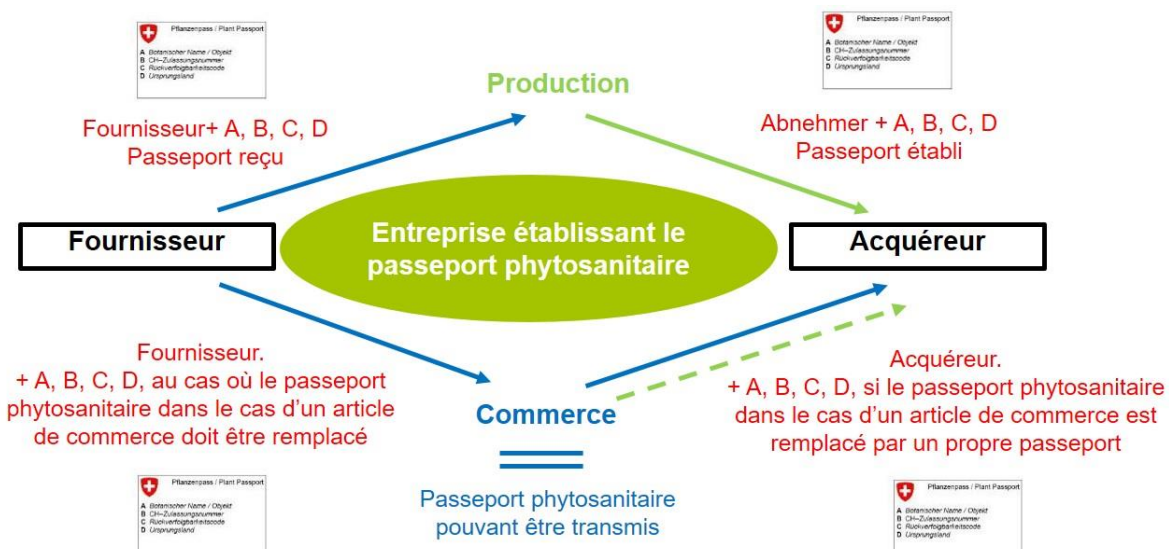 Pflanzenpass / Plant Passport
A Botanischer Name / Objekt
B CH-Zulassungsnummer
C Rückverfolgbarkeitscode
D Ursprungsland
Pflanzenpass / Plant Passport
A Botanischer Name / Objekt
B CH-Zulassungsnummer
C Rückverfolgbarkeitscode
D Ursprungsland
Production
Fournisseur+ A, B, C, D
Passeport reçu
Abnehmer + A, B, C, D
Passeport établi
Fournisseur
Entreprise établissant le
passeport phytosanitaire
Acquéreur
Fournisseur.
+ A, B, C, D, au cas où le passeport
phytosanitaire dans le cas d'un article
de commerce doit être remplacé
Commerce
Acquéreur.
+ A, B, C, D, si le passeport phytosanitaire
dans le cas d'un article de commerce est
remplacé par un propre passeport
Passeport phytosanitaire
pouvant être transmis
Pflanzenpass / Plant Passport
A Botanischer Name / Objekt
B CH-Zulassungsnummer
C Rückverfolgbarkeitscode
D Ursprungsland
Pflanzenpass / Plant Passport
A Botanischer Name / Objekt
B CH-Zulassungsnummer
C Rückverfolgbarkeitscode
D Ursprungsland